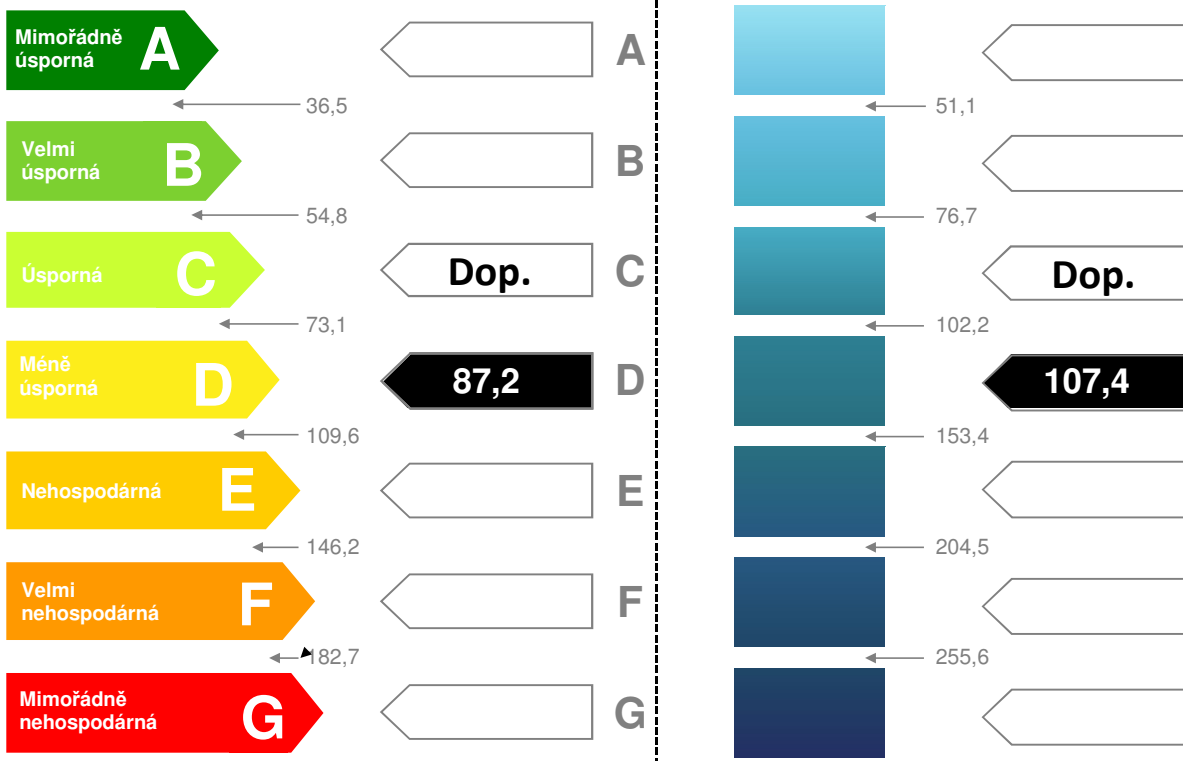 Mimořádně
úsporná
A
A
36,5
51,1
Velmi
úsporná
B
B
54,8
76,7
Úsporná
C
Dop.
C
Dop.
73,1
102,2
Méně
úsporná
D
87,2
D
107,4
109,6
153,4
Nehospodárná
E
E
146,2
204,5
Velmi
nehospodárná
F
F
182,7
255,6
Mimořádně
nehospodárná
G
G